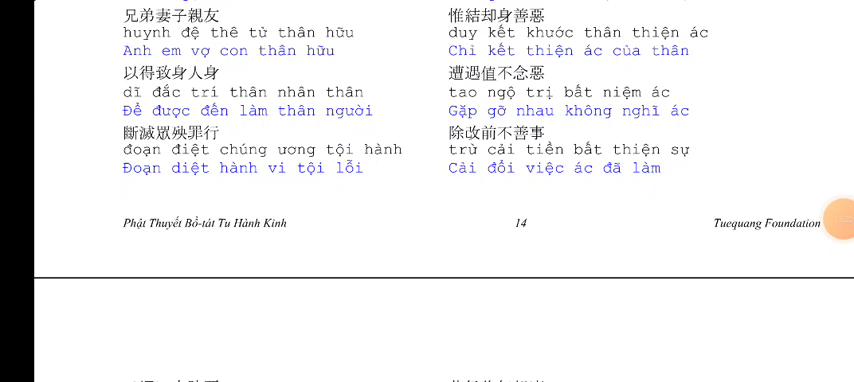 兄弟妻子親友
huynh đệ thê tử thân hữu
Anh em vợ con thân hữu
以得致身人身
dĩ đắc trí thân nhân thân
Để được đến làm thân người
斷滅眾殃罪行
đoạn điệt chúng ương tội hành
Đoạn diệt hành vi tội lỗi
惟結却身善惡
duy kết khước thân thiện ác
Chỉ kết thiện ác của thân
遭遇值不念惡
tao ngộ trị bất niệm ác
Gặp gỡ nhau không nghĩ ác
除改前不善事
trừ cải tiền bất thiện sự
Cải đổi việc ác đã làm
Phật Thuyết Bồ-tát Tu Hành Kinh 14 Tuequang Foundation